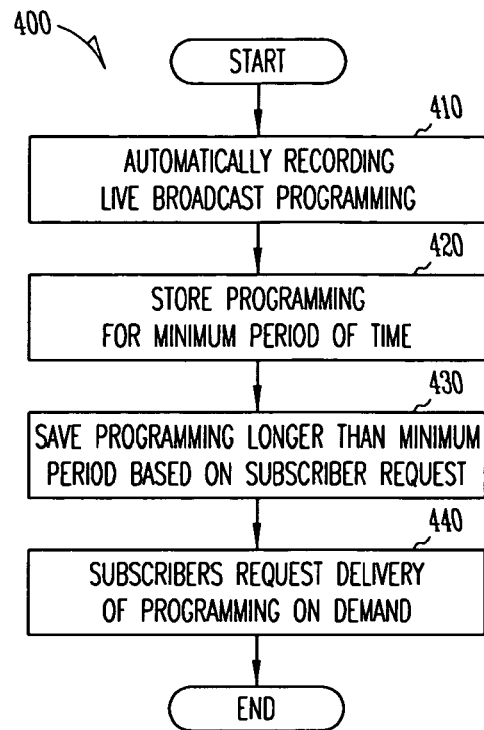 400
START
410
AUTOMATICALLY RECORDING
LIVE BROADCAST PROGRAMMING
420
STORE PROGRAMMING
FOR MINIMUM PERIOD OF TIME
430
SAVE PROGRAMMING LONGER THAN MINIMUM
PERIOD BASED ON SUBSCRIBER REQUEST
440
SUBSCRIBERS REQUEST DELIVERY
OF PROGRAMMING ON DEMAND
END